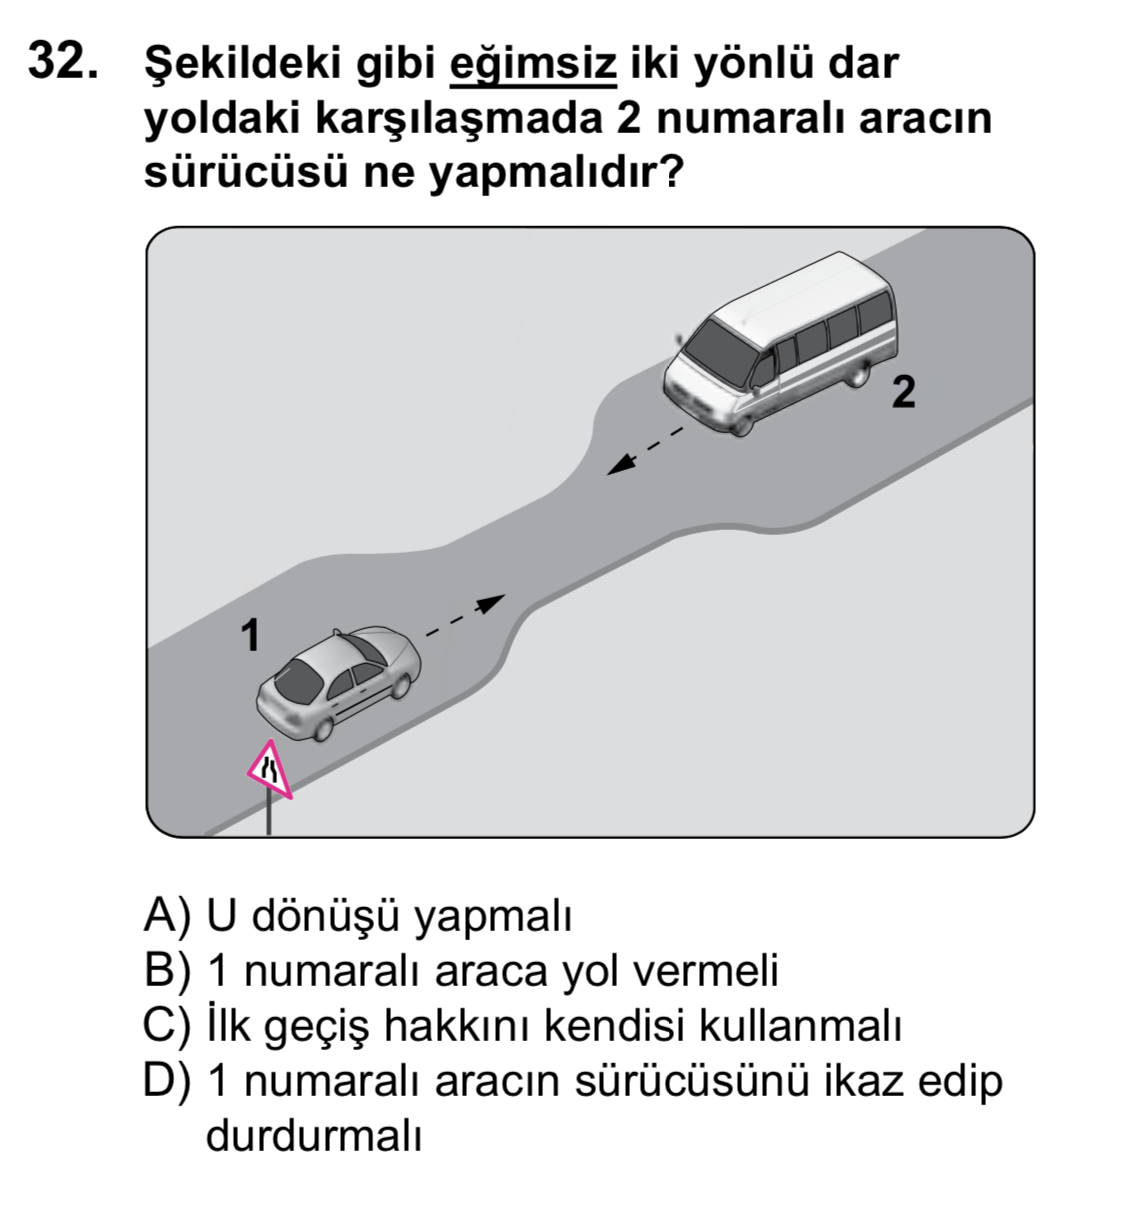 32. Şekildeki gibi eğimsiz iki yönlü dar
yoldaki karşılaşmada 2 numaralı aracın
sürücüsü ne yapmalıdır?
2
1
A) U dönüşü yapmalı
B) 1 numaralı araca yol vermeli
C) İlk geçiş hakkını kendisi kullanmalı
D) 1 numaralı aracın sürücüsünü ikaz edip
durdurmalı